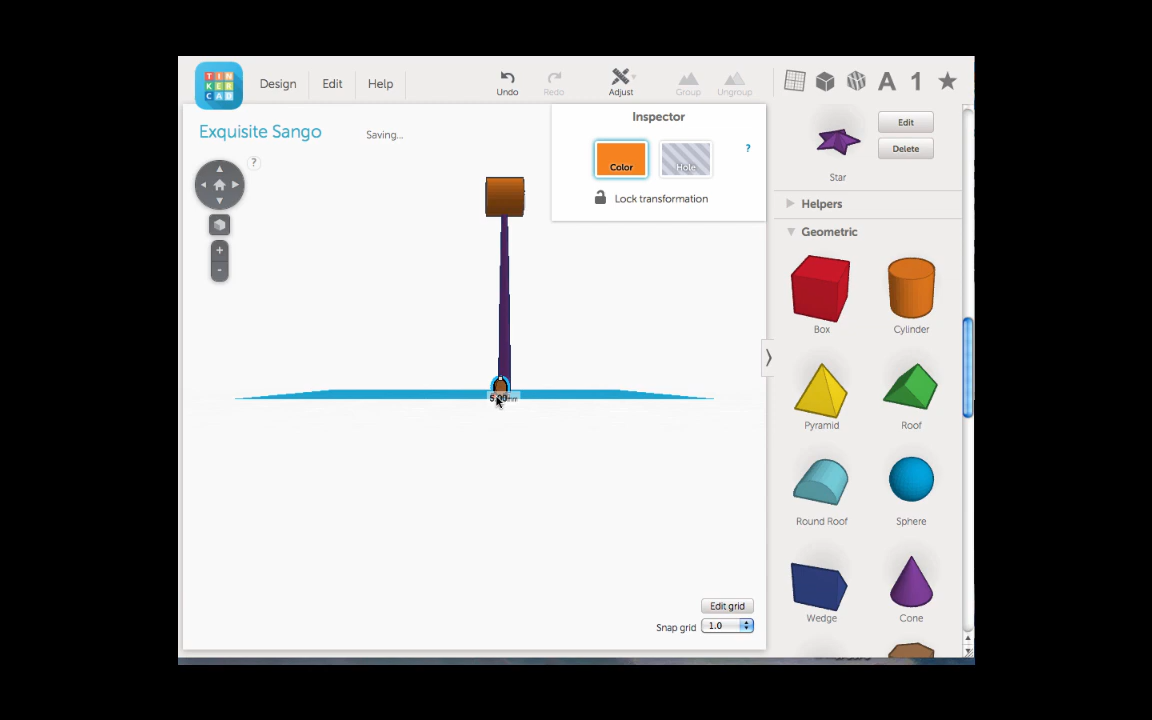 TIN
KER
CAD
Design
Edit
Help
Undo
Redo
Adjust
Group
Ungroup
A
1
Exquisite Sango
Saving...
?
Inspector
Color
Hole
?
Lock transformation
Edit
Delete
Star
Helpers
Geometric
Box
Cylinder
Pyramid
Roof
Round Roof
Sphere
Wedge
Cone
+
-
Edit grid
Snap grid
1.0